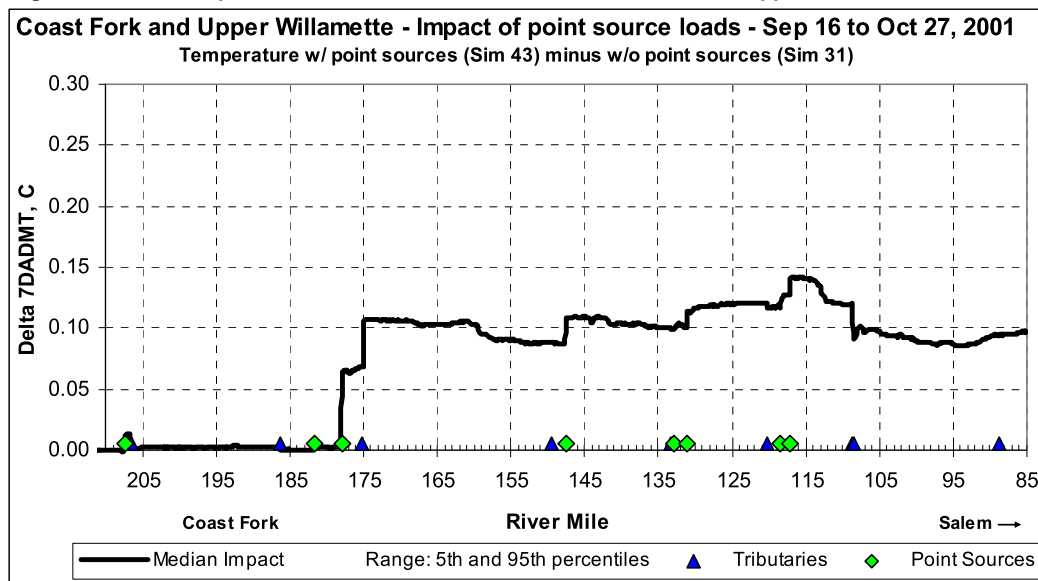 Coast Fork and Upper Willamette - Impact of point source loads - Sep 16 to Oct 27, 2001
Temperature w/ point sources (Sim 43) minus w/o point sources (Sim 31)
Delta 7DADMT, C
0.30
0.25
0.20
0.15
0.10
0.05
0.00
205 195 185 175 165 155 145 135 125 115 105 95 85
Coast Fork River Mile Salem →
Median Impact Range: 5th and 95th percentiles Tributaries Point Sources